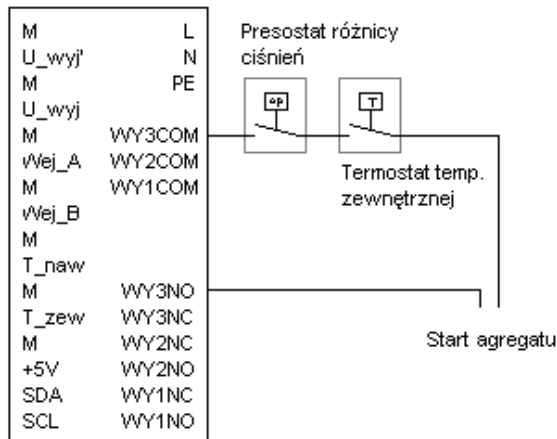 M L
U_wyj' N
M PE
U_wyj
M WY3COM
Wej_A WY2COM
M WY1COM
Wej_B
M
T_naw
M WY3NO
T_zew WY3NC
M WY2NC
+5V WY2NO
SDA WY1NC
SCL WY1NO
Presostat różnicy
ciśnień
Δp
T
Termostat temp.
zewnętrznej
Start agregatu